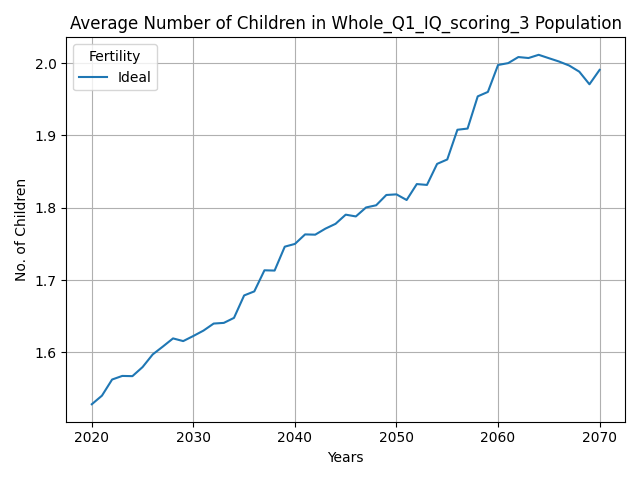 Average Number of Children in Whole_Q1_IQ_scoring_3 Population
Fertility
Ideal
No. of Children
2.0
1.9
1.8
1.7
1.6
2020 2030 2040 2050 2060 2070
Years